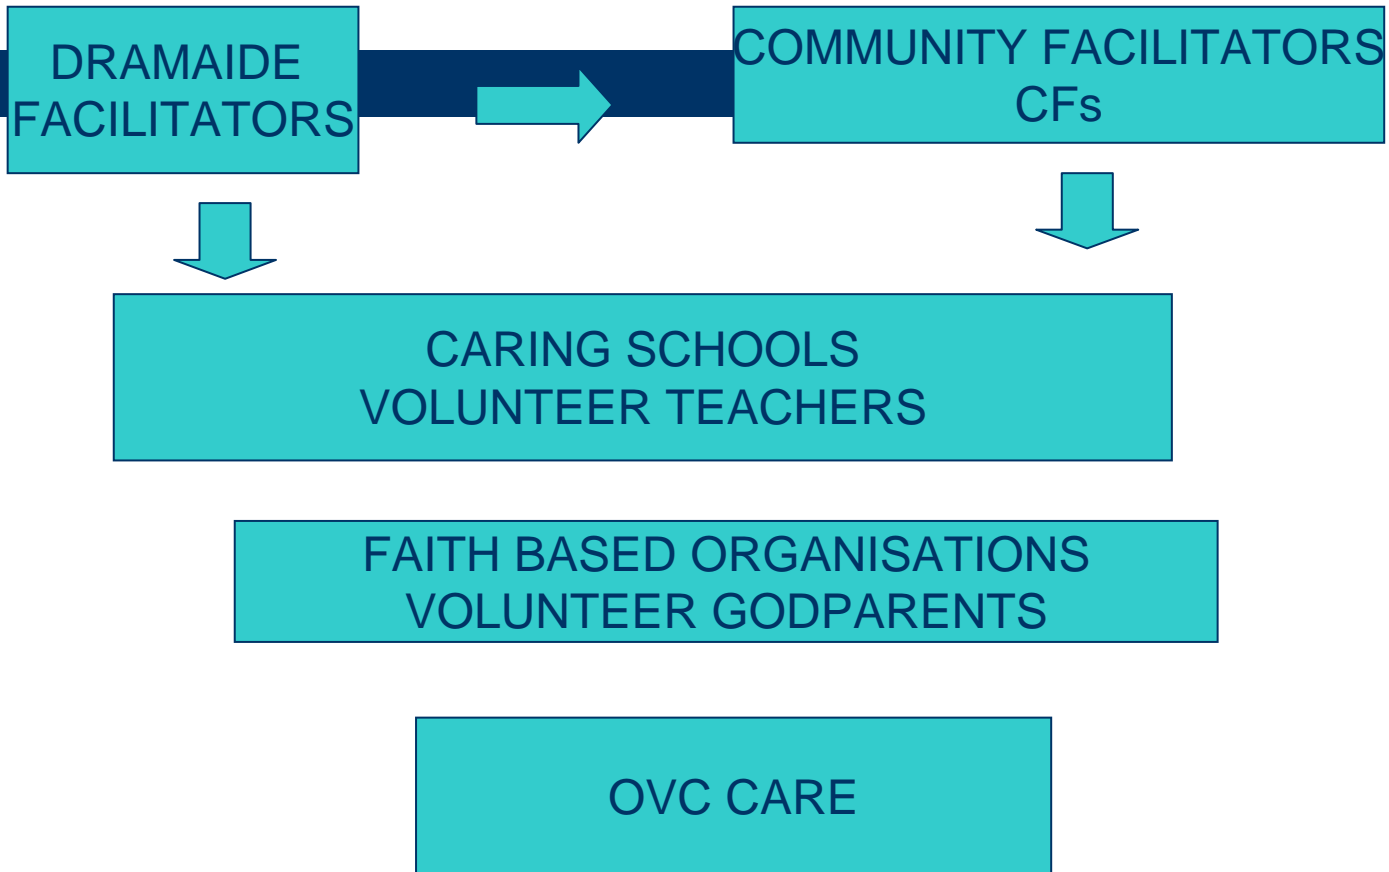 DRAMAIDE
FACILITATORS
COMMUNITY FACILITATORS
CFs
CARING SCHOOLS
VOLUNTEER TEACHERS
FAITH BASED ORGANISATIONS
VOLUNTEER GODPARENTS
OVC CARE